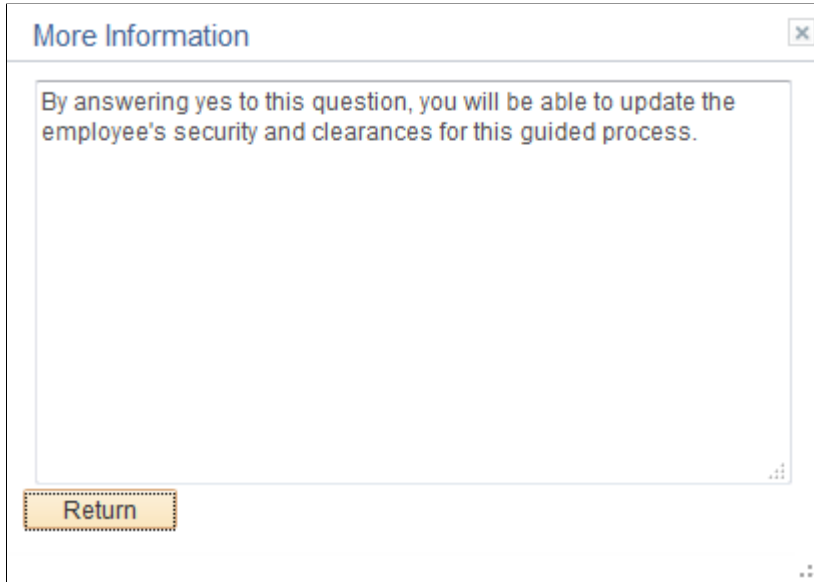 More Information
By answering yes to this question, you will be able to update the
employee's security and clearances for this guided process.
Return